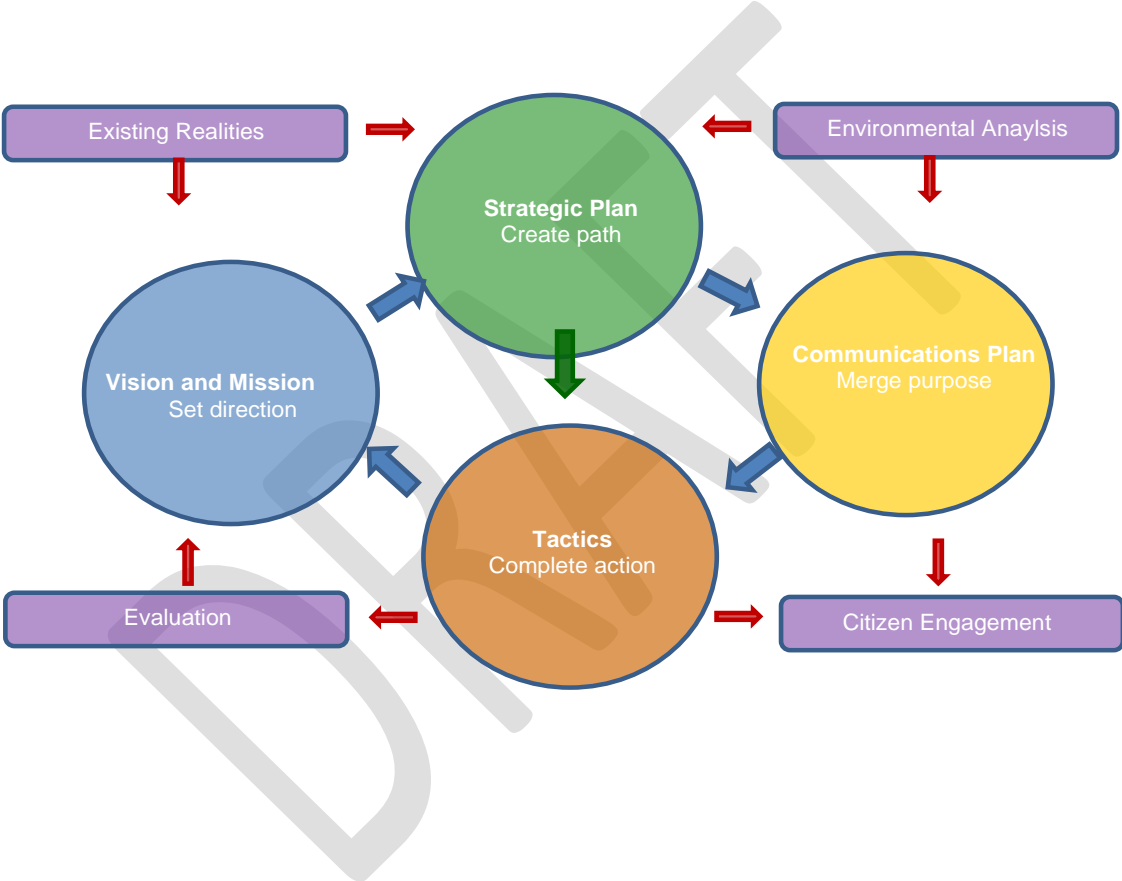 Existing Realities
Environmental Anaylsis
Strategic Plan
Create path
Vision and Mission
Set direction
Communications Plan
Merge purpose
Tactics
Complete action
Evaluation
Citizen Engagement
DRAFT